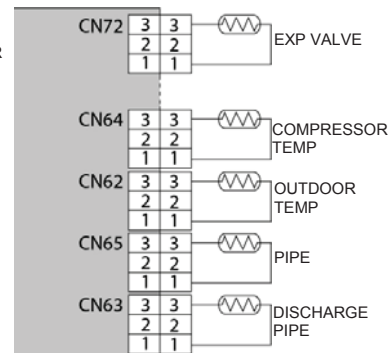 R
CN72 3 3
2 2
1 1
EXP VALVE
CN64 3 3
2 2
1 1
COMPRESSOR
TEMP
CN62 3 3
2 2
1 1
OUTDOOR
TEMP
CN65 3 3
2 2
1 1
PIPE
CN63 3 3
2 2
1 1
DISCHARGE
PIPE